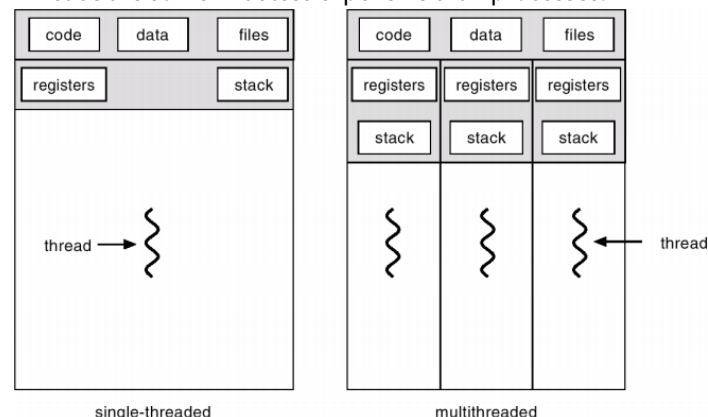 code data files code data files
registers stack registers registers registers
stack stack stack
thread thread
single-threaded multithreaded